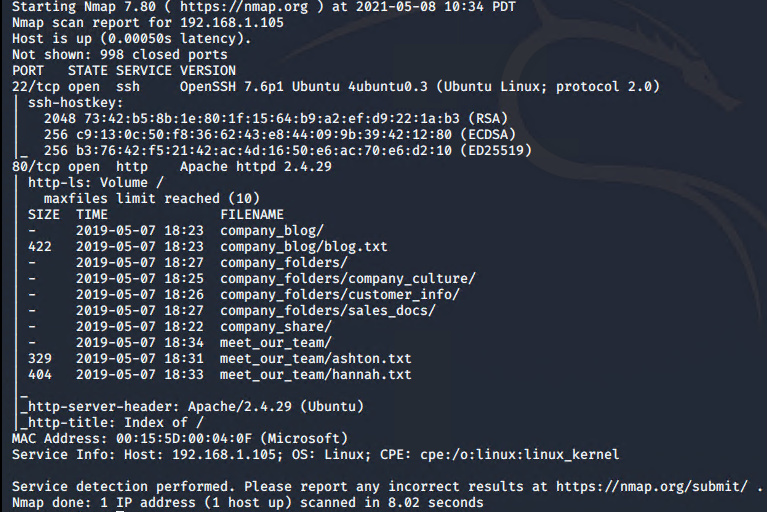 Starting Nmap 7.80 ( https://nmap.org ) at 2021-05-08 10:34 PDT
Nmap scan report for 192.168.1.105
Host is up (0.00050s latency).
Not shown: 998 closed ports
PORT   STATE SERVICE VERSION
22/tcp open  ssh     OpenSSH 7.6p1 Ubuntu 4ubuntu0.3 (Ubuntu Linux; protocol 2.0)
| ssh-hostkey:
|   2048 73:42:b5:8b:1e:80:1f:15:64:b9:a2:ef:d9:22:1a:b3 (RSA)
|   256 c9:13:0c:50:f8:36:62:43:e8:44:09:9b:39:42:12:80 (ECDSA)
|_  256 b3:76:42:f5:21:42:ac:4d:16:50:e6:ac:70:e6:d2:10 (ED25519)
80/tcp open  http    Apache httpd 2.4.29
| http-ls: Volume /
|   maxfiles limit reached (10)
| SIZE  TIME              FILENAME
| -     2019-05-07 18:23  company_blog/
| 422   2019-05-07 18:23  company_blog/blog.txt
| -     2019-05-07 18:27  company_folders/
| -     2019-05-07 18:25  company_folders/company_culture/
| -     2019-05-07 18:26  company_folders/customer_info/
| -     2019-05-07 18:27  company_folders/sales_docs/
| -     2019-05-07 18:22  company_share/
| -     2019-05-07 18:34  meet_our_team/
| 329   2019-05-07 18:31  meet_our_team/ashton.txt
| 404   2019-05-07 18:33  meet_our_team/hannah.txt
|_
|_http-server-header: Apache/2.4.29 (Ubuntu)
|_http-title: Index of /
MAC Address: 00:15:5D:00:04:0F (Microsoft)
Service Info: Host: 192.168.1.105; OS: Linux; CPE: cpe:/o:linux:linux_kernel

Service detection performed. Please report any incorrect results at https://nmap.org/submit/ .
Nmap done: 1 IP address (1 host up) scanned in 8.02 seconds